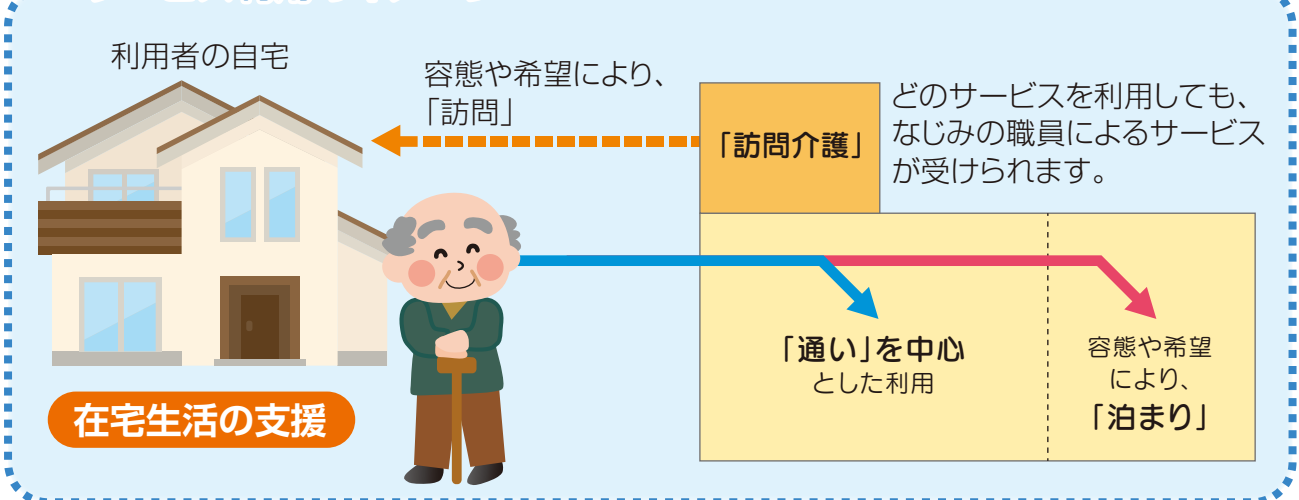 利用者の自宅
容態や希望により、
「訪問」
「訪問介護」
どのサービスを利用しても、
なじみの職員によるサービス
が受けられます。
「通い」を中心
とした利用
容態や希望
により、
「泊まり」
在宅生活の支援